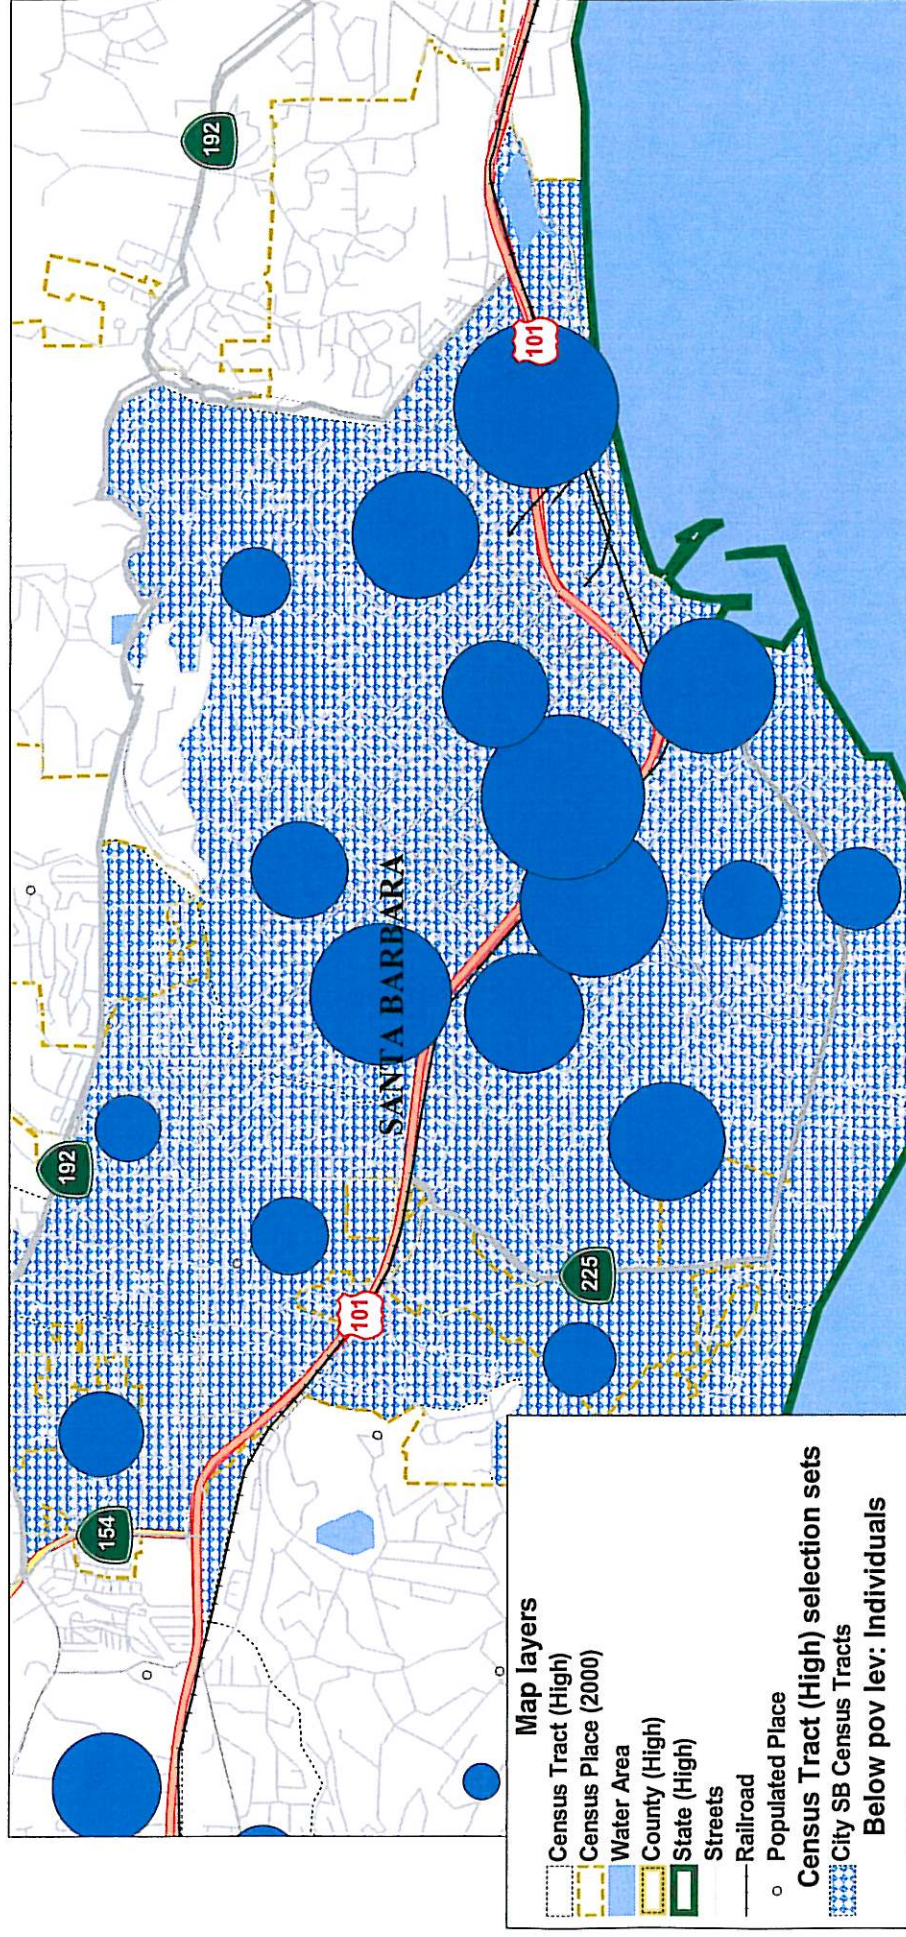 192
101
192
SANTA BARBARA
101
225
154
Map layers
Census Tract (High)
Census Place (2000)
Water Area
County (High)
State (High)
Streets
Railroad
Populated Place
Census Tract (High) selection sets
City SB Census Tracts
Below pov lev: Individuals